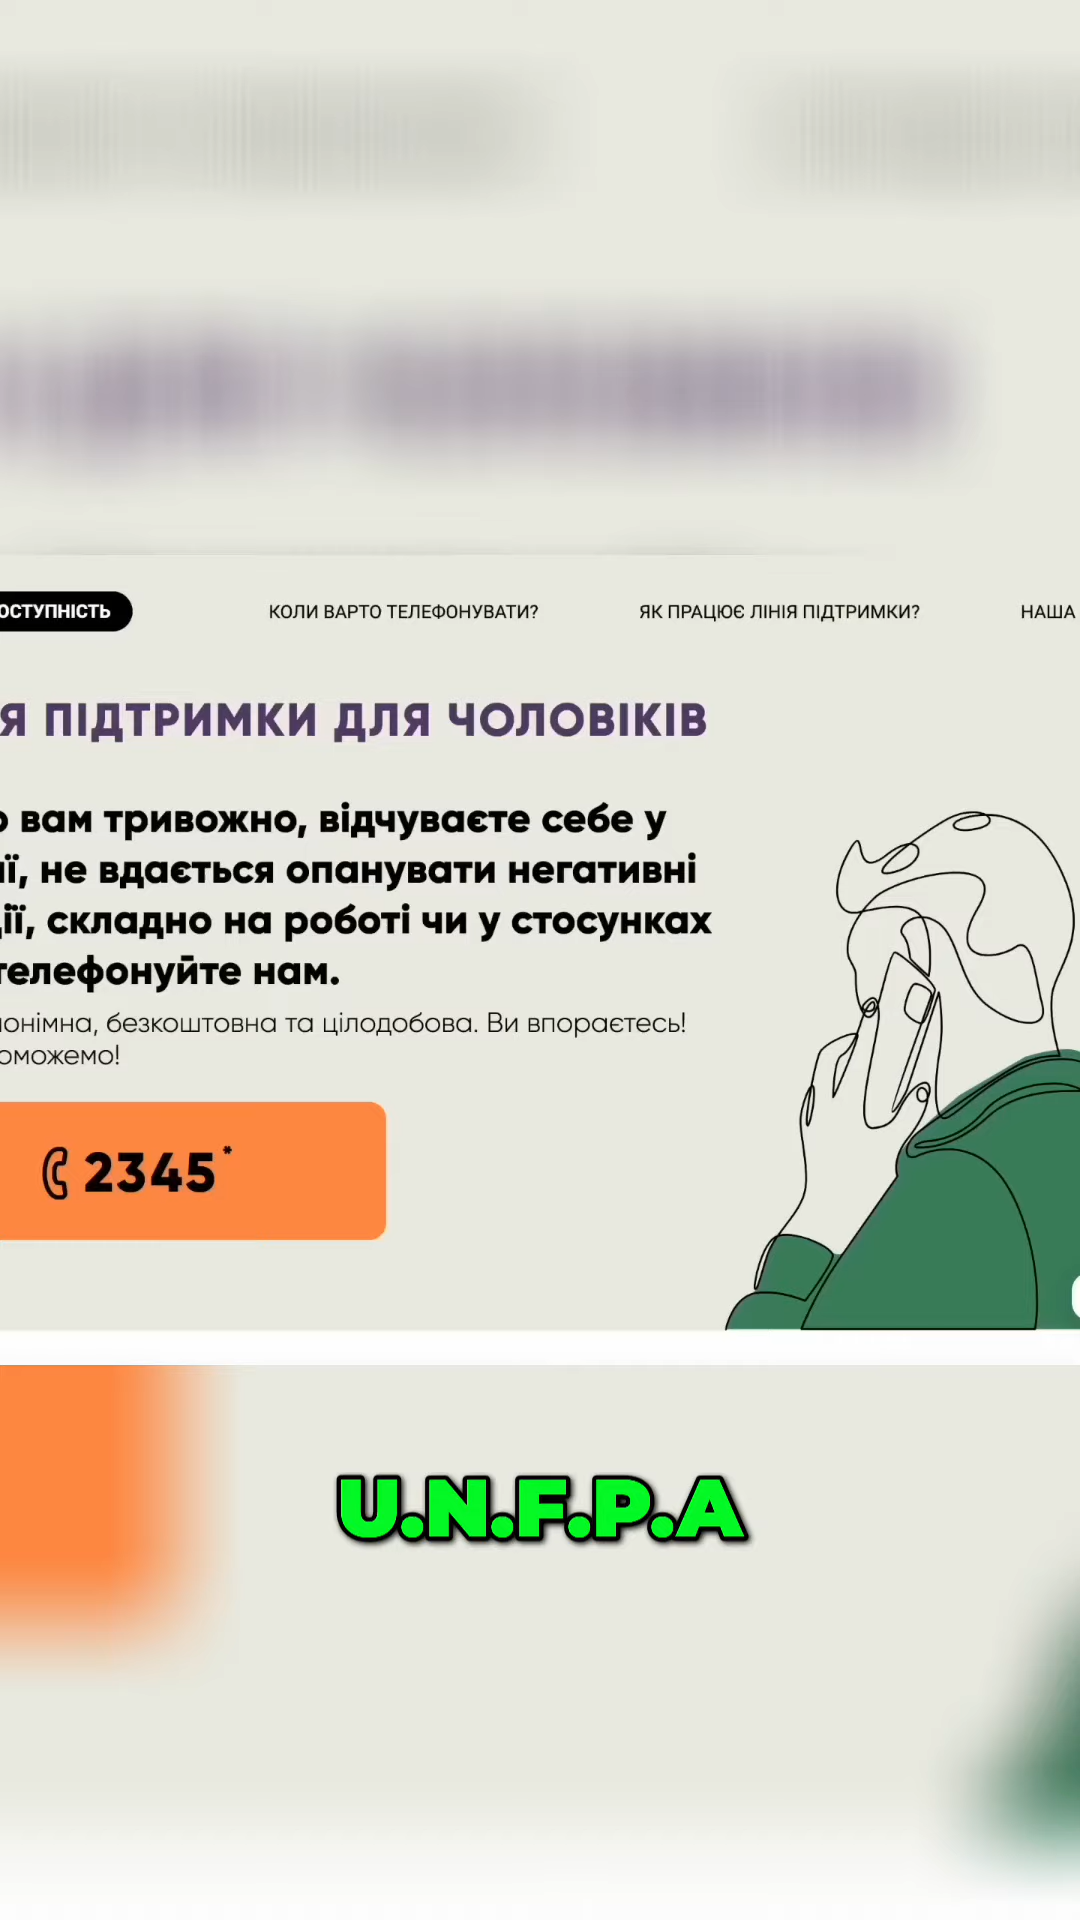 ОСТУПНІСТЬ КОЛИ ВАРТО ТЕЛЕФОНУВАТИ? ЯК ПРАЦЮЄ ЛІНІЯ ПІДТРИМКИ? НАША
Я ПІДТРИМКИ ДЛЯ ЧОЛОВІКІВ
о вам тривожно, відчуваєте себе у
ії, не вдається опанувати негативні
ії, складно на роботі чи у стосунках
телефонуйте нам.
онімна, безкоштовна та цілодобова. Ви впораєтесь!
оможемо!
2345*
U.N.F.P.A